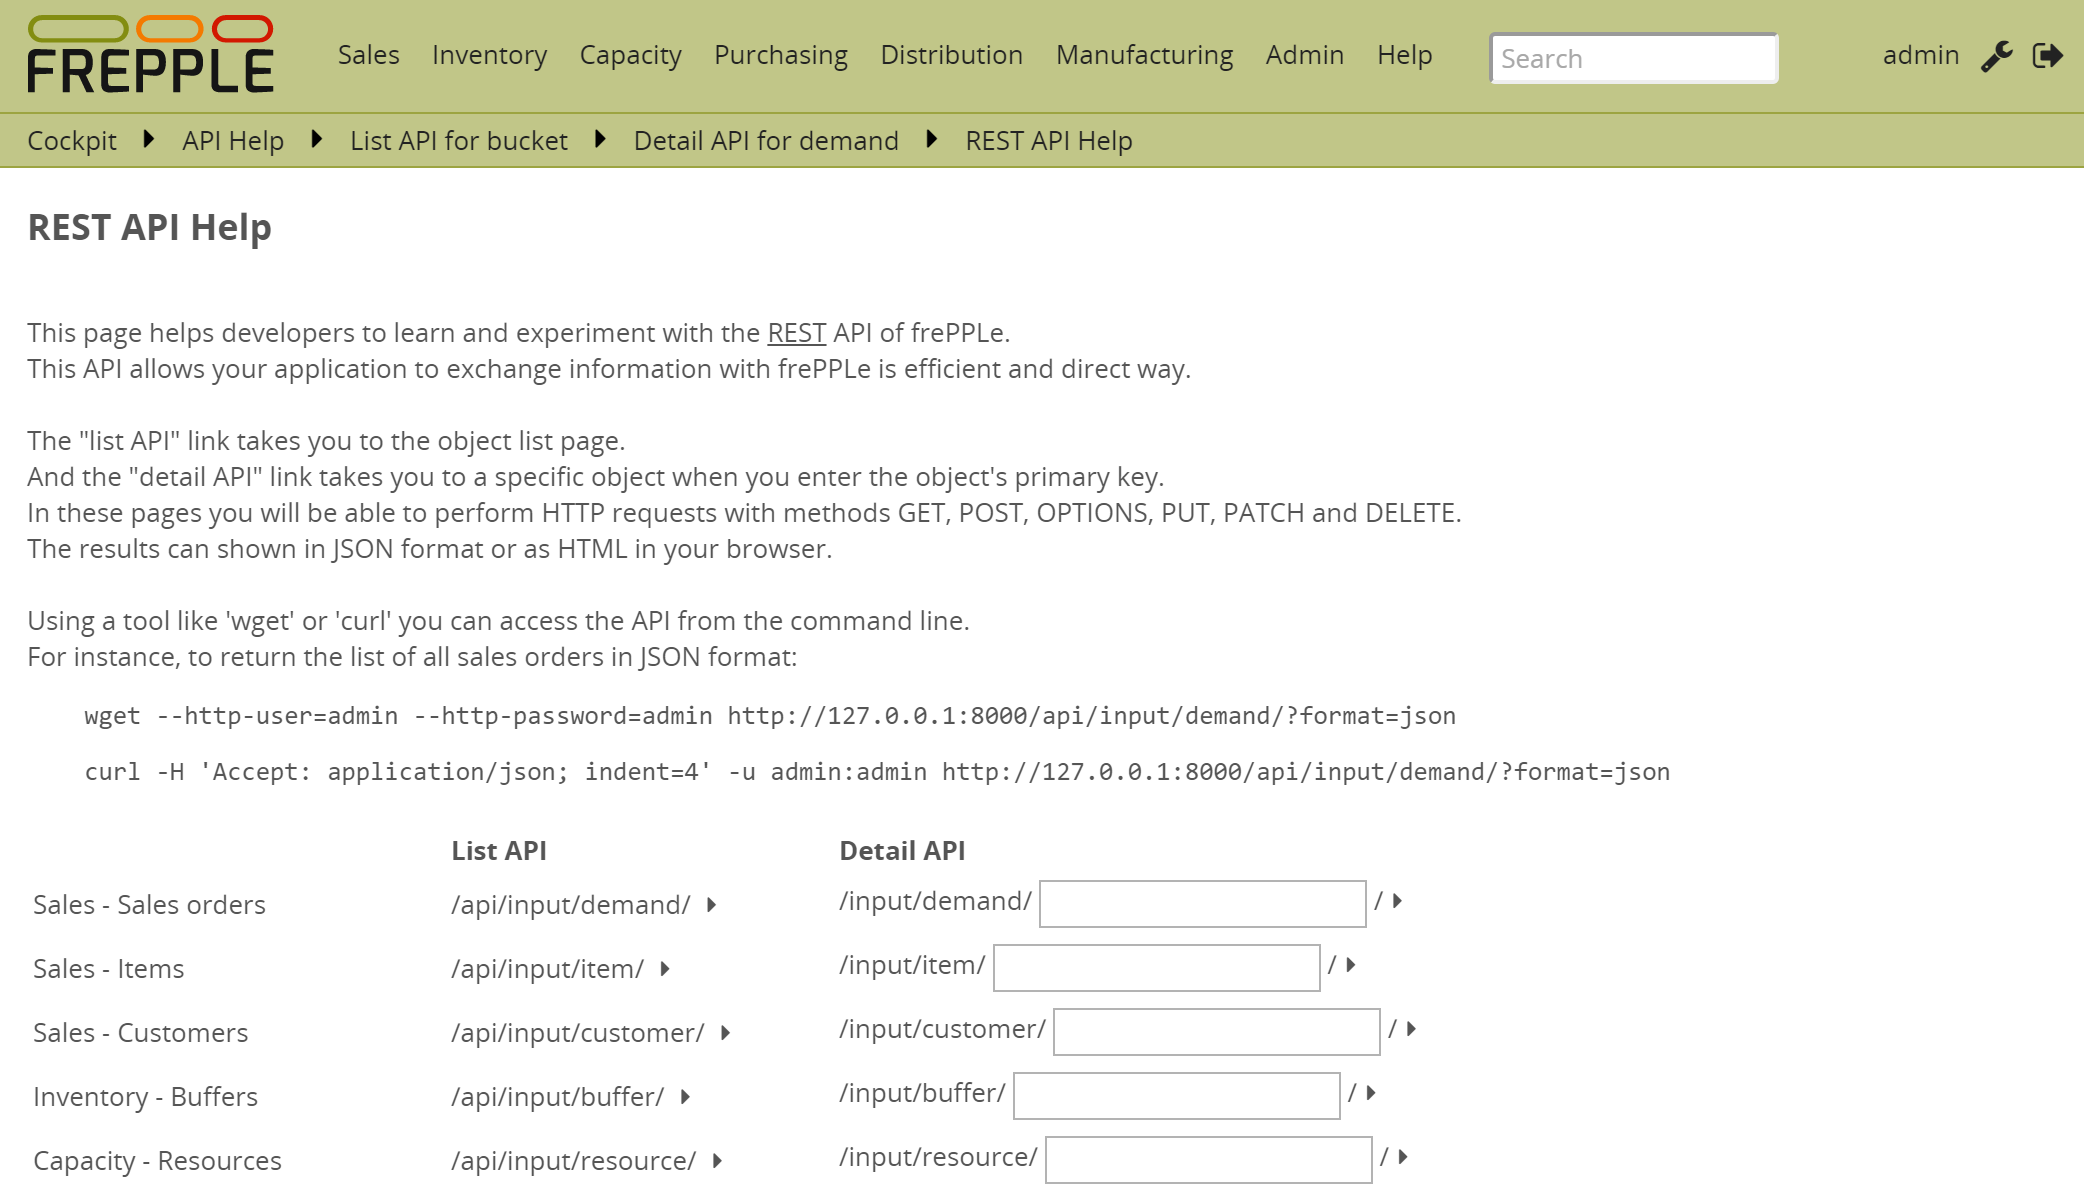 FREPPLE
Sales Inventory Capacity Purchasing Distribution Manufacturing Admin Help Search admin
Cockpit API Help List API for bucket Detail API for demand REST API Help
REST API Help
This page helps developers to learn and experiment with the REST API of frePPLe.
This API allows your application to exchange information with frePPLe is efficient and direct way.
The "list API" link takes you to the object list page.
And the "detail API" link takes you to a specific object when you enter the object's primary key.
In these pages you will be able to perform HTTP requests with methods GET, POST, OPTIONS, PUT, PATCH and DELETE.
The results can shown in JSON format or as HTML in your browser.
Using a tool like 'wget' or 'curl' you can access the API from the command line.
For instance, to return the list of all sales orders in JSON format:
wget --http-user=admin --http-password=admin http://127.0.0.1:8000/api/input/demand/?format=json
curl -H 'Accept: application/json; indent=4' -u admin:admin http://127.0.0.1:8000/api/input/demand/?format=json
List API Detail API
Sales - Sales orders /api/input/demand/ /input/demand/ /
Sales - Items /api/input/item/ /input/item/ /
Sales - Customers /api/input/customer/ /input/customer/ /
Inventory - Buffers /api/input/buffer/ /input/buffer/ /
Capacity - Resources /api/input/resource/ /input/resource/ /